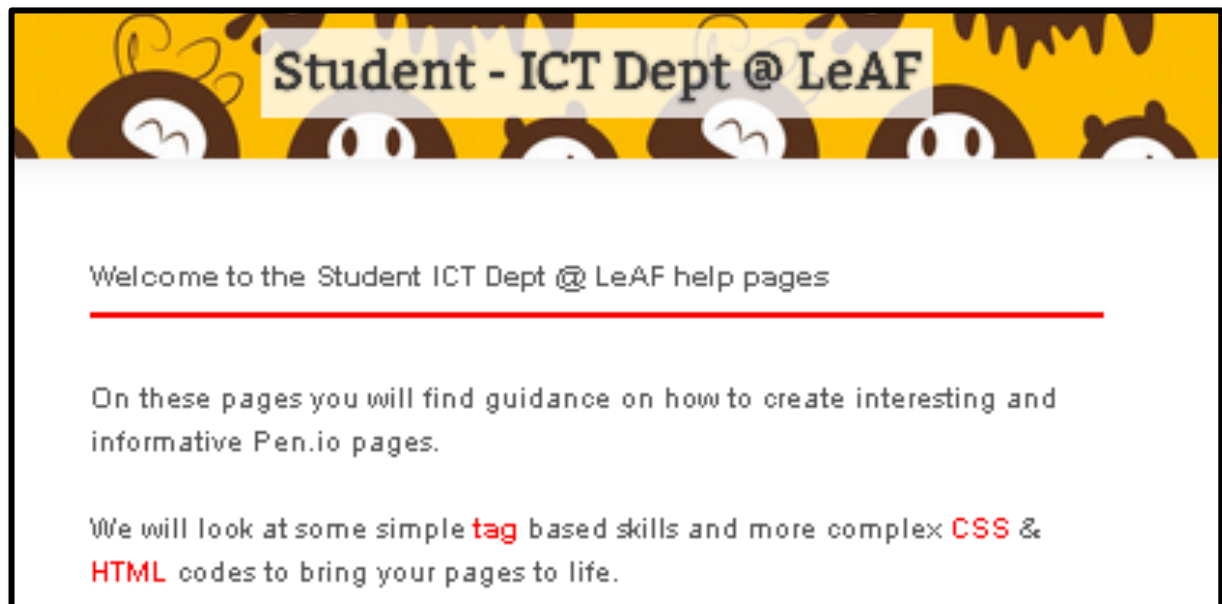 Student - ICT Dept @ LeAF
Welcome to the Student ICT Dept @ LeAF help pages
On these pages you will find guidance on how to create interesting and
informative Pen.io pages.
We will look at some simple tag based skills and more complex CSS &
HTML codes to bring your pages to life.